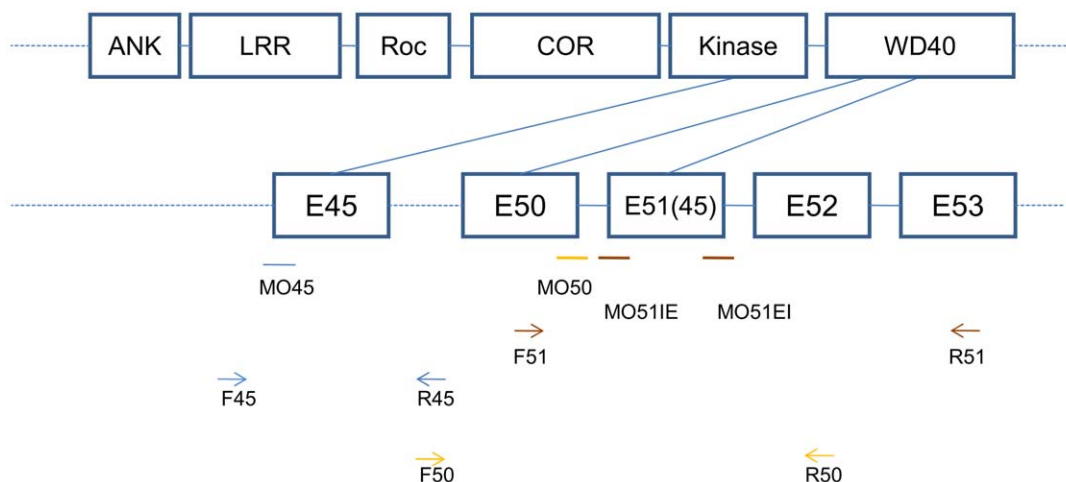 ANK LRR Roc COR Kinase WD40
E45 E50 E51(45) E52 E53
MO45 MO50
MO51IE MO51EI
F51 R51
F45 R45
F50 R50